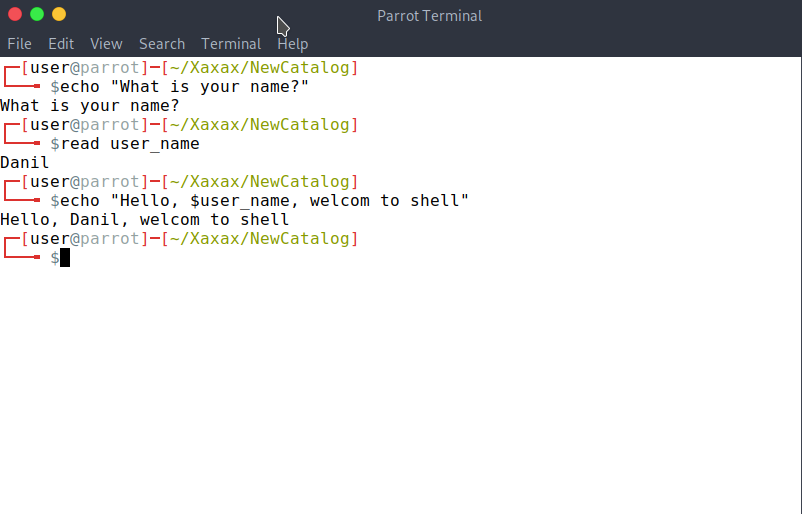 Parrot Terminal
File Edit View Search Terminal Help
[user@parrot]─[~/Xaxax/NewCatalog]
$echo "What is your name?"
What is your name?
[user@parrot]─[~/Xaxax/NewCatalog]
$read user_name
Danil
[user@parrot]─[~/Xaxax/NewCatalog]
$echo "Hello, $user_name, welcom to shell"
Hello, Danil, welcom to shell
[user@parrot]─[~/Xaxax/NewCatalog]
$